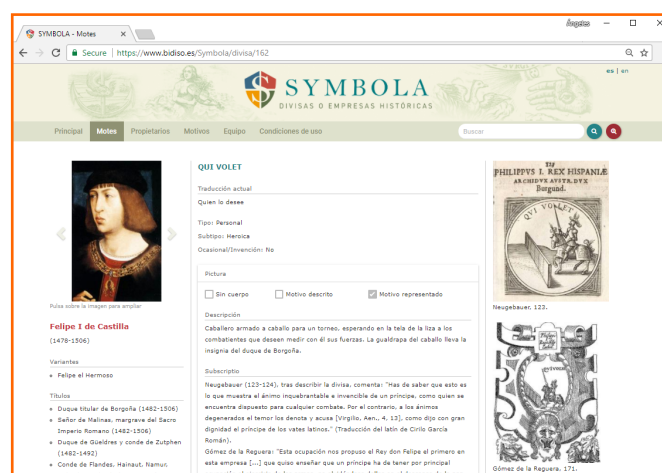 SYMBOLA - Motes
Ángeles
Secure | https://www.bidiso.es/Symbola/divisa/162
es | en
SYMBOLA
DIVISAS O EMPRESAS HISTÓRICAS
Principal Motes Propietarios Motivos Equipo Condiciones de uso Buscar
Pulsa sobre la imagen para ampliar
Felipe I de Castilla
(1478-1506)
Variantes
Felipe el Hermoso
Títulos
Duque titular de Borgoña (1482-1506)
Señor de Malinas, margrave del Sacro
Imperio Romano (1482-1506)
Duque de Güeldres y conde de Zutphen
(1482-1492)
Conde de Flandes, Hainaut, Namur,
QUI VOLET
Traducción actual
Quien lo desee
Tipo: Personal
Subtipo: Heroica
Ocasional/Invención: No
Pictura
Sin cuerpo Motivo descrito Motivo representado
Descripción
Caballero armado a caballo para un torneo, esperando en la tela de la liza a los
combatientes que deseen medir con él sus fuerzas. La gualdrapa del caballo lleva la
insignia del duque de Borgoña.
Subscriptio
Neugebauer (123-124), tras describir la divisa, comenta: "Has de saber que esto es
lo que muestra el ánimo inquebrantable e invencible de un príncipe, como quien se
encuentra dispuesto para cualquier combate. Por el contrario, a los ánimos
degenerados el temor los denota y acusa [Virgilio, Aen., 4, 13], como dijo con gran
dignidad el príncipe de los vates latinos." (Traducción del latín de Cirilo García
Román).
Gómez de la Reguera: "Esta ocupación nos propuso el Rey don Felipe el primero en
esta empresa [...] que quiso enseñar que un príncipe ha de tener por principal
PHILIPPVS I. REX HISPANIÆ
ARCHIDVX AVSTR. DVX
Burgund.
QVI VOLET
Neugebauer, 123.
Gómez de la Reguera, 171.